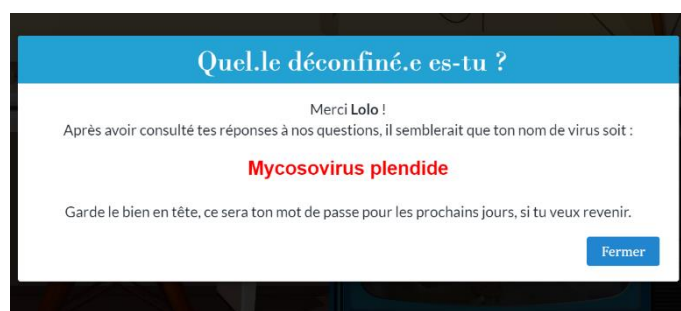 Quel.le déconfiné.e es-tu ?
Merci Lolo !
Après avoir consulté tes réponses à nos questions, il semblerait que ton nom de virus soit :
Mycosovirus plendide
Garde le bien en tête, ce sera ton mot de passe pour les prochains jours, si tu veux revenir.
Fermer